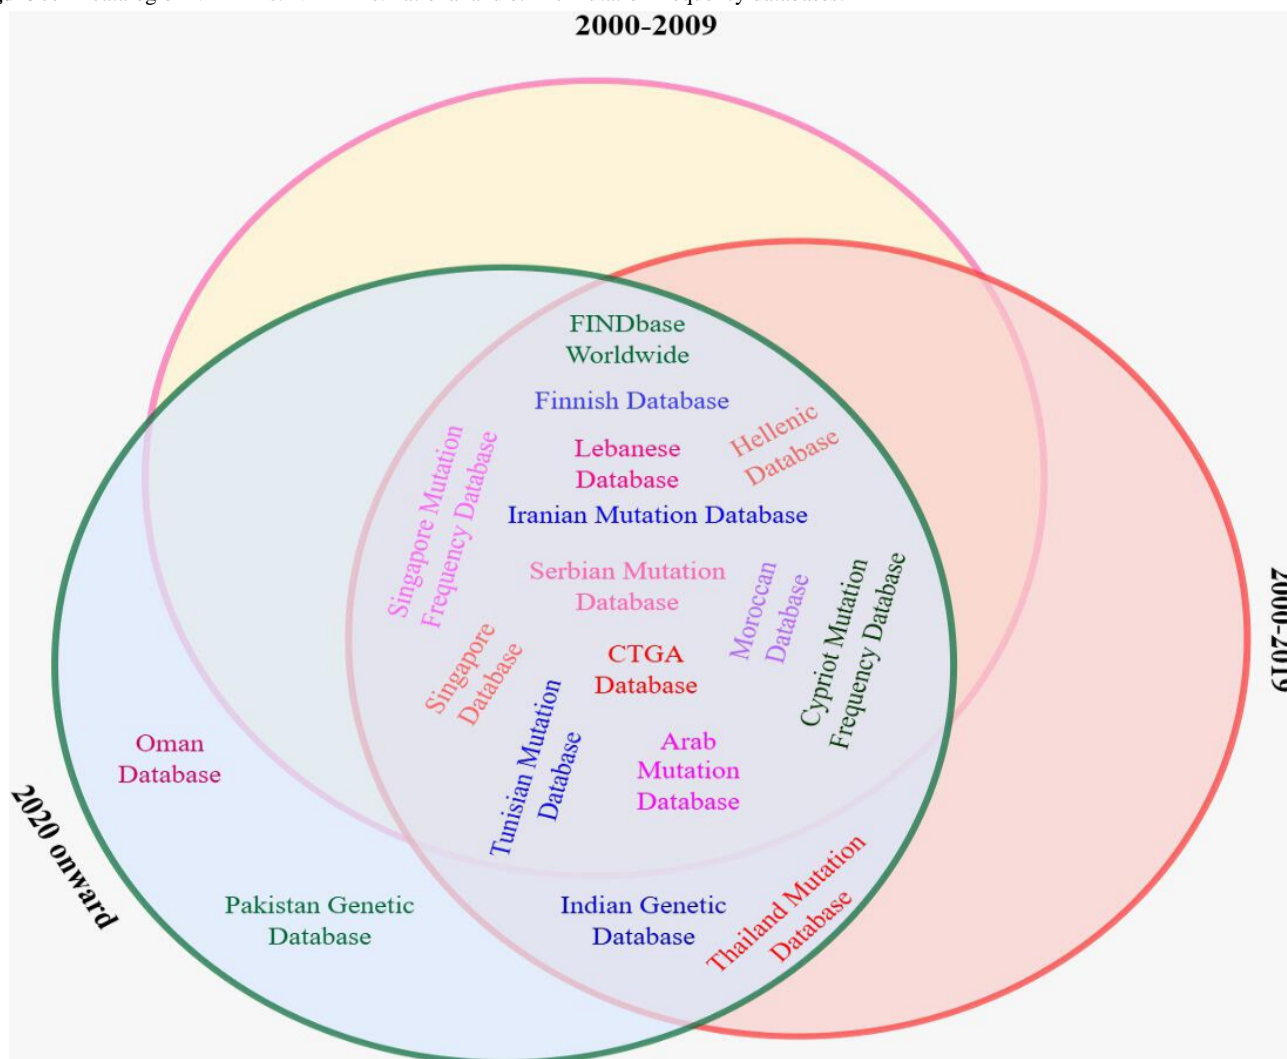 2000-2009
FINDbase
Worldwide
Finnish Database
Hellenic
Database
Lebanese
Database
Singapore Mutation
Frequency Database
Iranian Mutation Database
Serbian Mutation
Database
Moroccan
Database
Cypriot Mutation
Frequency Database
2000-2019
Singapore
Database
CTGA
Database
Tunisian Mutation
Database
Arab
Mutation
Database
Oman
Database
2020 onward
Pakistan Genetic
Database
Indian Genetic
Database
Thailand Mutation
Database